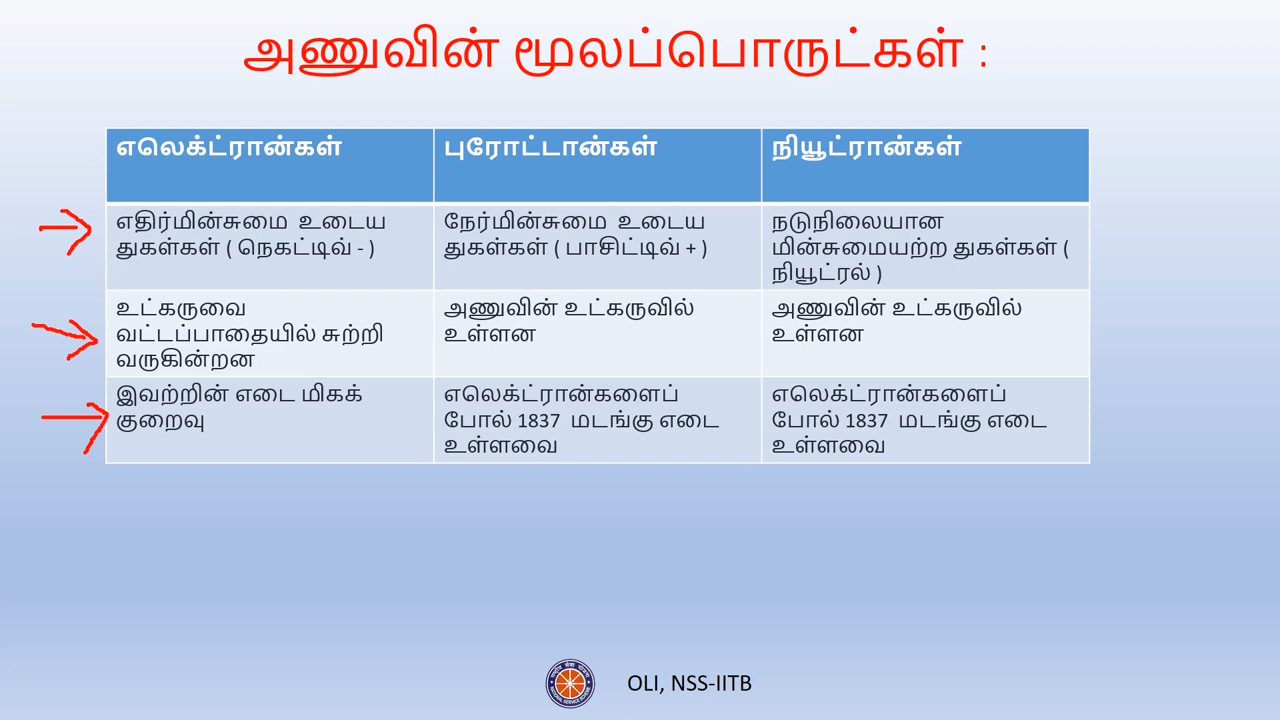 அணுவின் மூலப்பொருட்கள் :
எலெக்ட்ரான்கள்
புரோட்டான்கள்
நியூட்ரான்கள்
எதிர்மின்சுமை உடைய
துகள்கள் ( நெகட்டிவ் - )
நேர்மின்சுமை உடைய
துகள்கள் ( பாசிட்டிவ் + )
நடுநிலையான
மின்சுமையற்ற துகள்கள் (
நியூட்ரல் )
உட்கருவை
வட்டப்பாதையில் சுற்றி
வருகின்றன
அணுவின் உட்கருவில்
உள்ளன
அணுவின் உட்கருவில்
உள்ளன
இவற்றின் எடை மிகக்
குறைவு
எலெக்ட்ரான்களைப்
போல் 1837 மடங்கு எடை
உள்ளவை
எலெக்ட்ரான்களைப்
போல் 1837 மடங்கு எடை
உள்ளவை
OLI, NSS-IITB